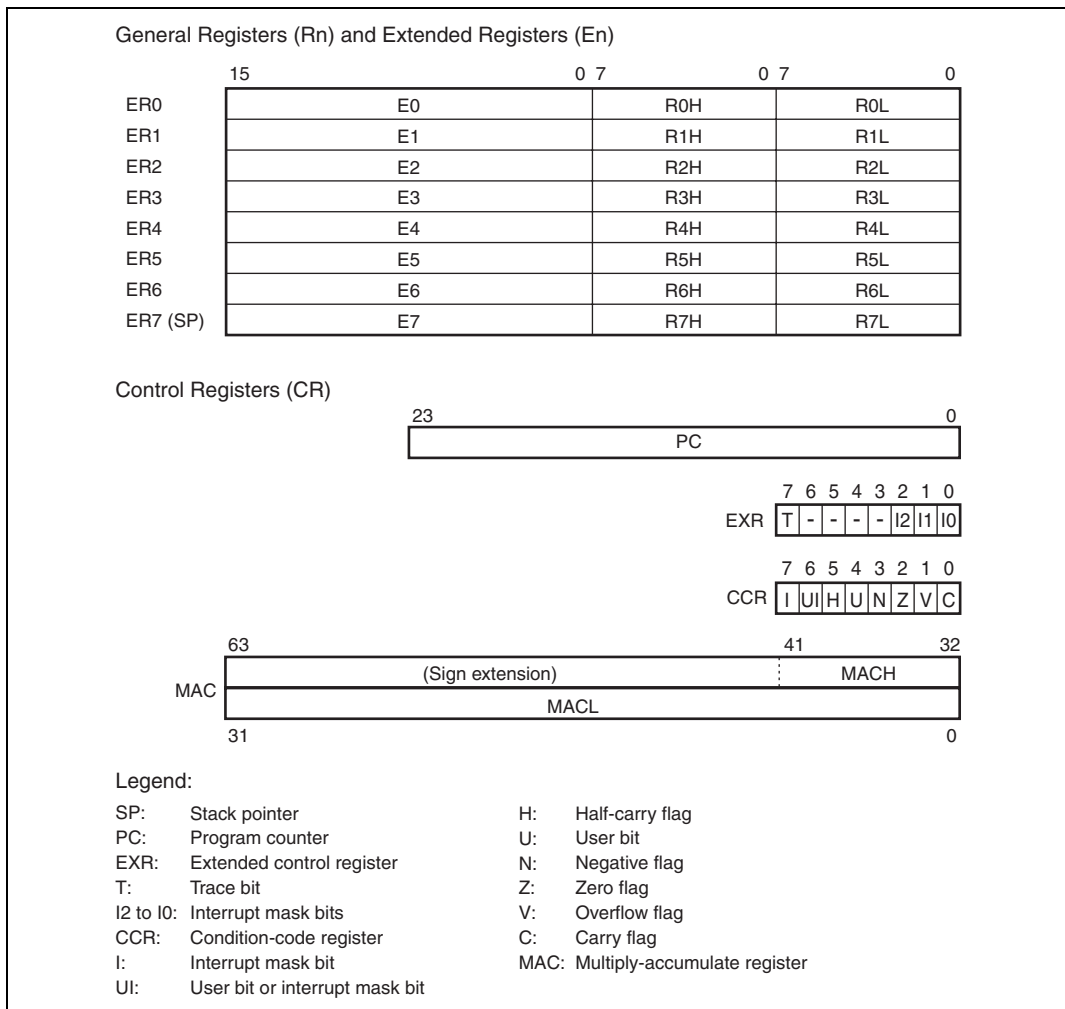 General Registers (Rn) and Extended Registers (En)
15 0 7 0 7 0
ER0 E0 R0H R0L
ER1 E1 R1H R1L
ER2 E2 R2H R2L
ER3 E3 R3H R3L
ER4 E4 R4H R4L
ER5 E5 R5H R5L
ER6 E6 R6H R6L
ER7 (SP) E7 R7H R7L
Control Registers (CR)
23 0
PC
7 6 5 4 3 2 1 0
EXR T - - - - I2 I1 I0
7 6 5 4 3 2 1 0
CCR I UI H U N Z V C
63 41 32
(Sign extension) MACH
MAC
MACL
31 0
Legend:
SP: Stack pointer
PC: Program counter
EXR: Extended control register
T: Trace bit
I2 to I0: Interrupt mask bits
CCR: Condition-code register
I: Interrupt mask bit
UI: User bit or interrupt mask bit
H: Half-carry flag
U: User bit
N: Negative flag
Z: Zero flag
V: Overflow flag
C: Carry flag
MAC: Multiply-accumulate register